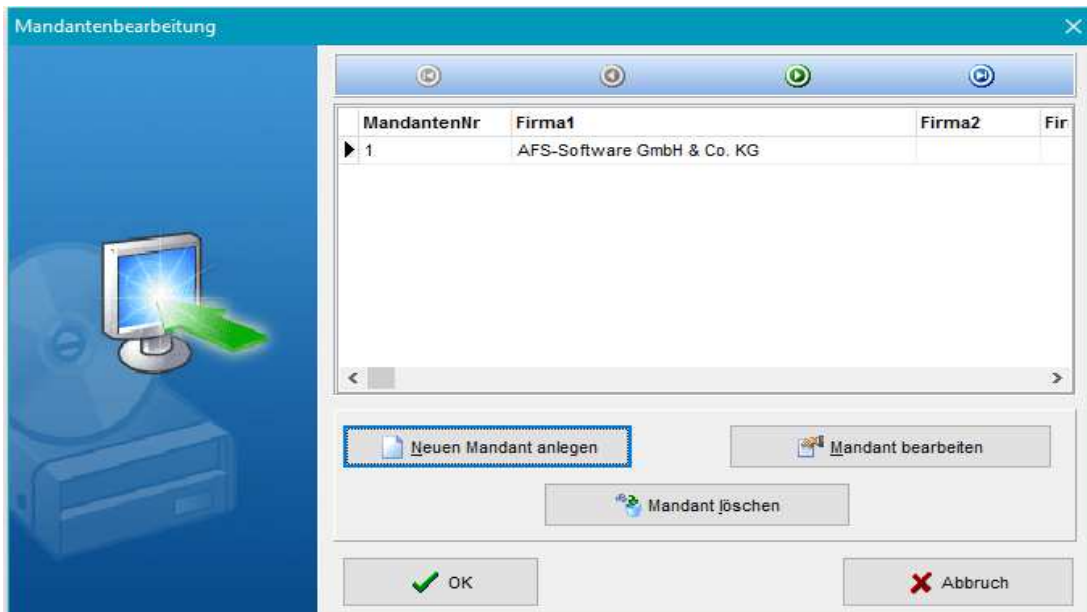 Mandantenbearbeitung
MandantenNr Firma1 Firma2 Fir
1 AFS-Software GmbH & Co. KG
Neuen Mandant anlegen Mandant bearbeiten
Mandant löschen
OK Abbruch